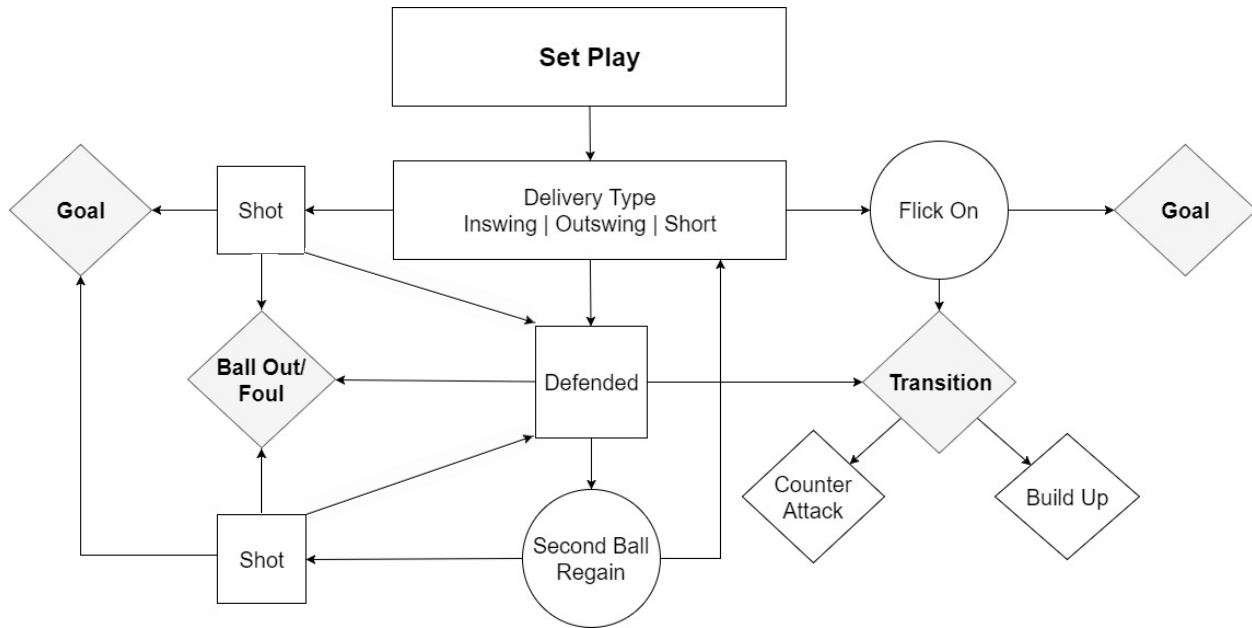 Set Play
Delivery Type
Inswing | Outswing | Short
Goal
Shot
Flick On
Goal
Ball Out/
Foul
Defended
Transition
Counter
Attack
Build Up
Shot
Second Ball
Regain